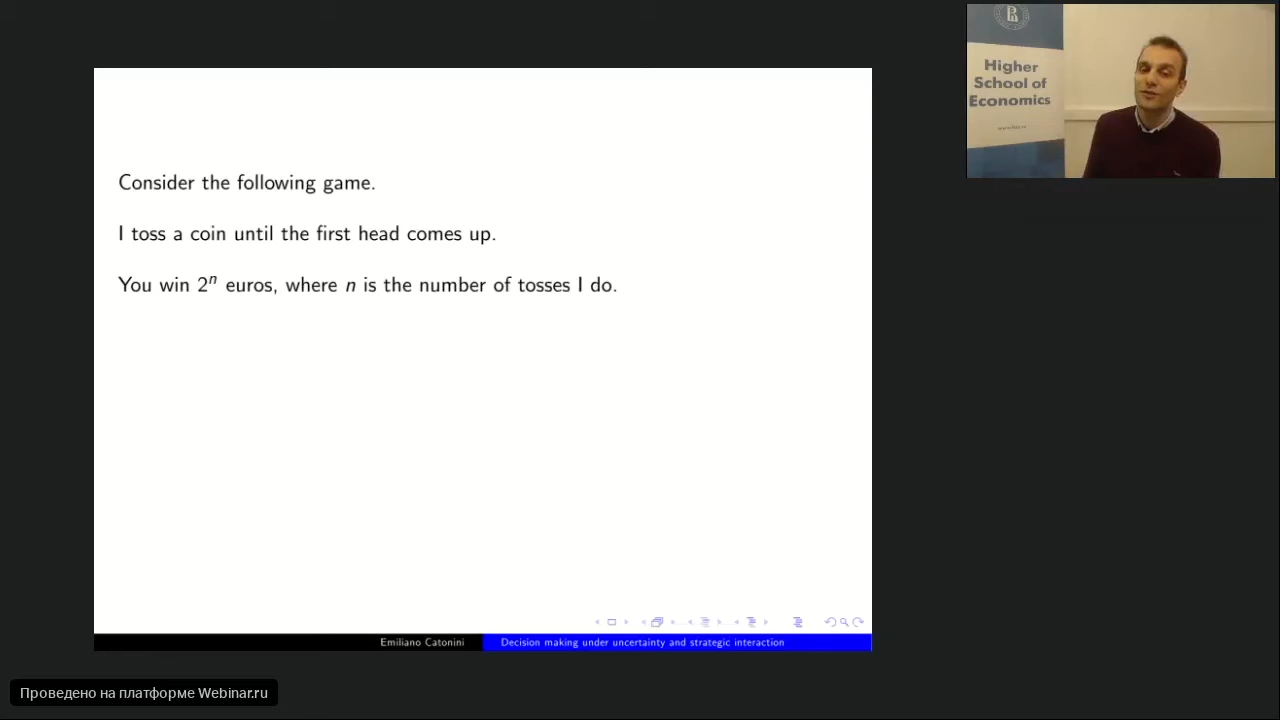 Higher
School of
Economics
Consider the following game.
I toss a coin until the first head comes up.
You win 2ⁿ euros, where n is the number of tosses I do.
Emiliano Catonini
Decision making under uncertainty and strategic interaction
Проведено на платформе Webinar.ru